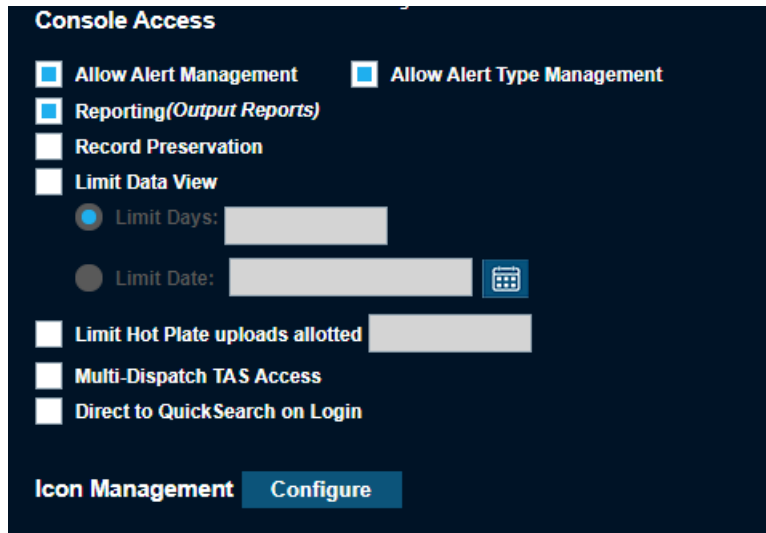 Console Access
Allow Alert Management Allow Alert Type Management
Reporting(Output Reports)
Record Preservation
Limit Data View
Limit Days:
Limit Date:
Limit Hot Plate uploads allotted
Multi-Dispatch TAS Access
Direct to QuickSearch on Login
Icon Management Configure